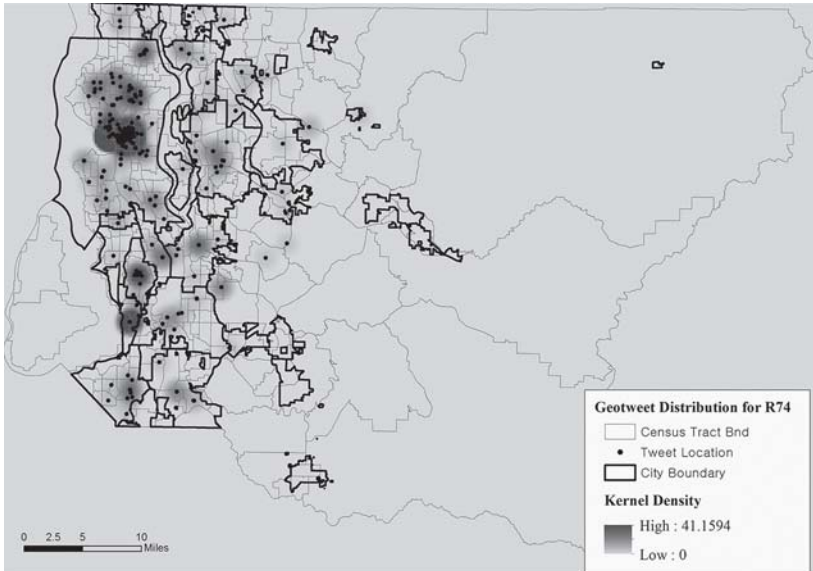 Geotweet Distribution for R74
Census Tract Bnd
Tweet Location
City Boundary
Kernel Density
High : 41.1594
Low : 0
0 2.5 5 10
Miles